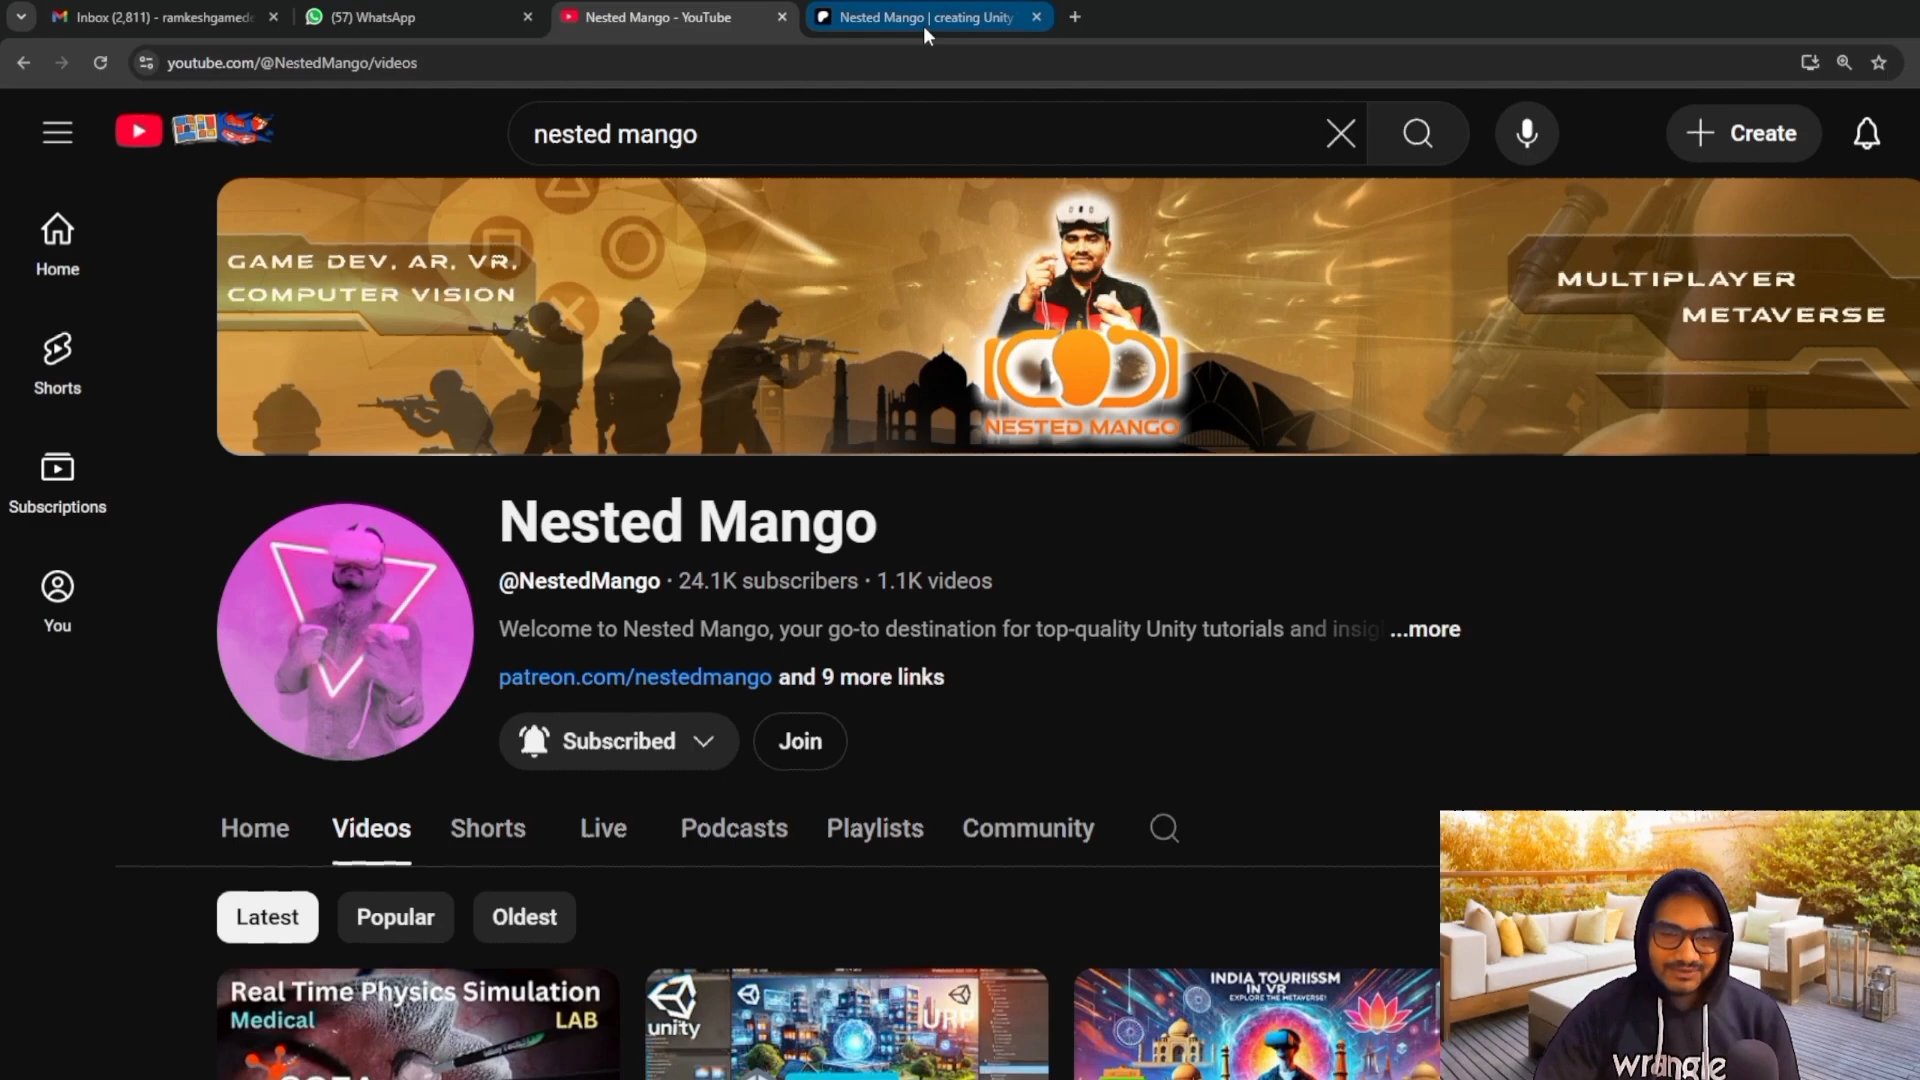 Inbox (2,811) - ramkeshgamede
(57) WhatsApp
Nested Mango - YouTube
Nested Mango | creating Unity
youtube.com/@NestedMango/videos
nested mango
Create
Home
Shorts
Subscriptions
You
GAME DEV, AR, VR,
COMPUTER VISION
NESTED MANGO
MULTIPLAYER
METAVERSE
Nested Mango
@NestedMango · 24.1K subscribers · 1.1K videos
Welcome to Nested Mango, your go-to destination for top-quality Unity tutorials and insig ...more
patreon.com/nestedmango and 9 more links
Subscribed
Join
Home Videos Shorts Live Podcasts Playlists Community
Latest Popular Oldest
Real Time Physics Simulation
Medical LAB
unity
URP
INDIA TOURIISSM
IN VR
EXPLORE THE METAVERSE!
wrangle